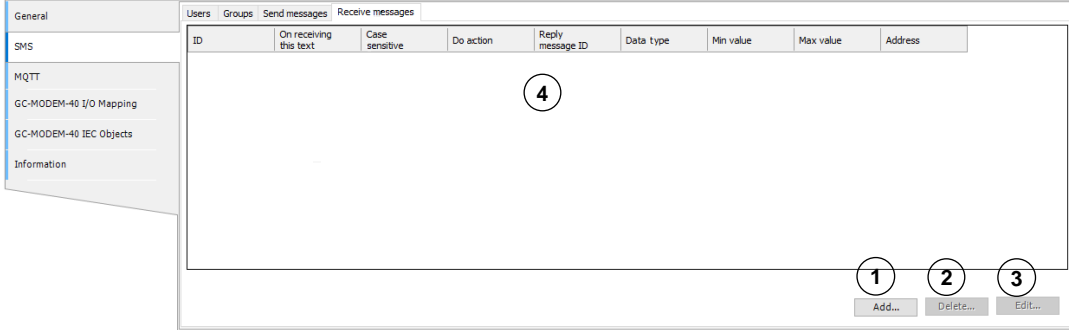 General
SMS
MQTT
GC-MODEM-40 I/O Mapping
GC-MODEM-40 IEC Objects
Information
Users Groups Send messages Receive messages
ID
On receiving
this text
Case
sensitive
Do action
Reply
message ID
Data type
Min value
Max value
Address
4
1
2
3
Add...
Delete...
Edit...